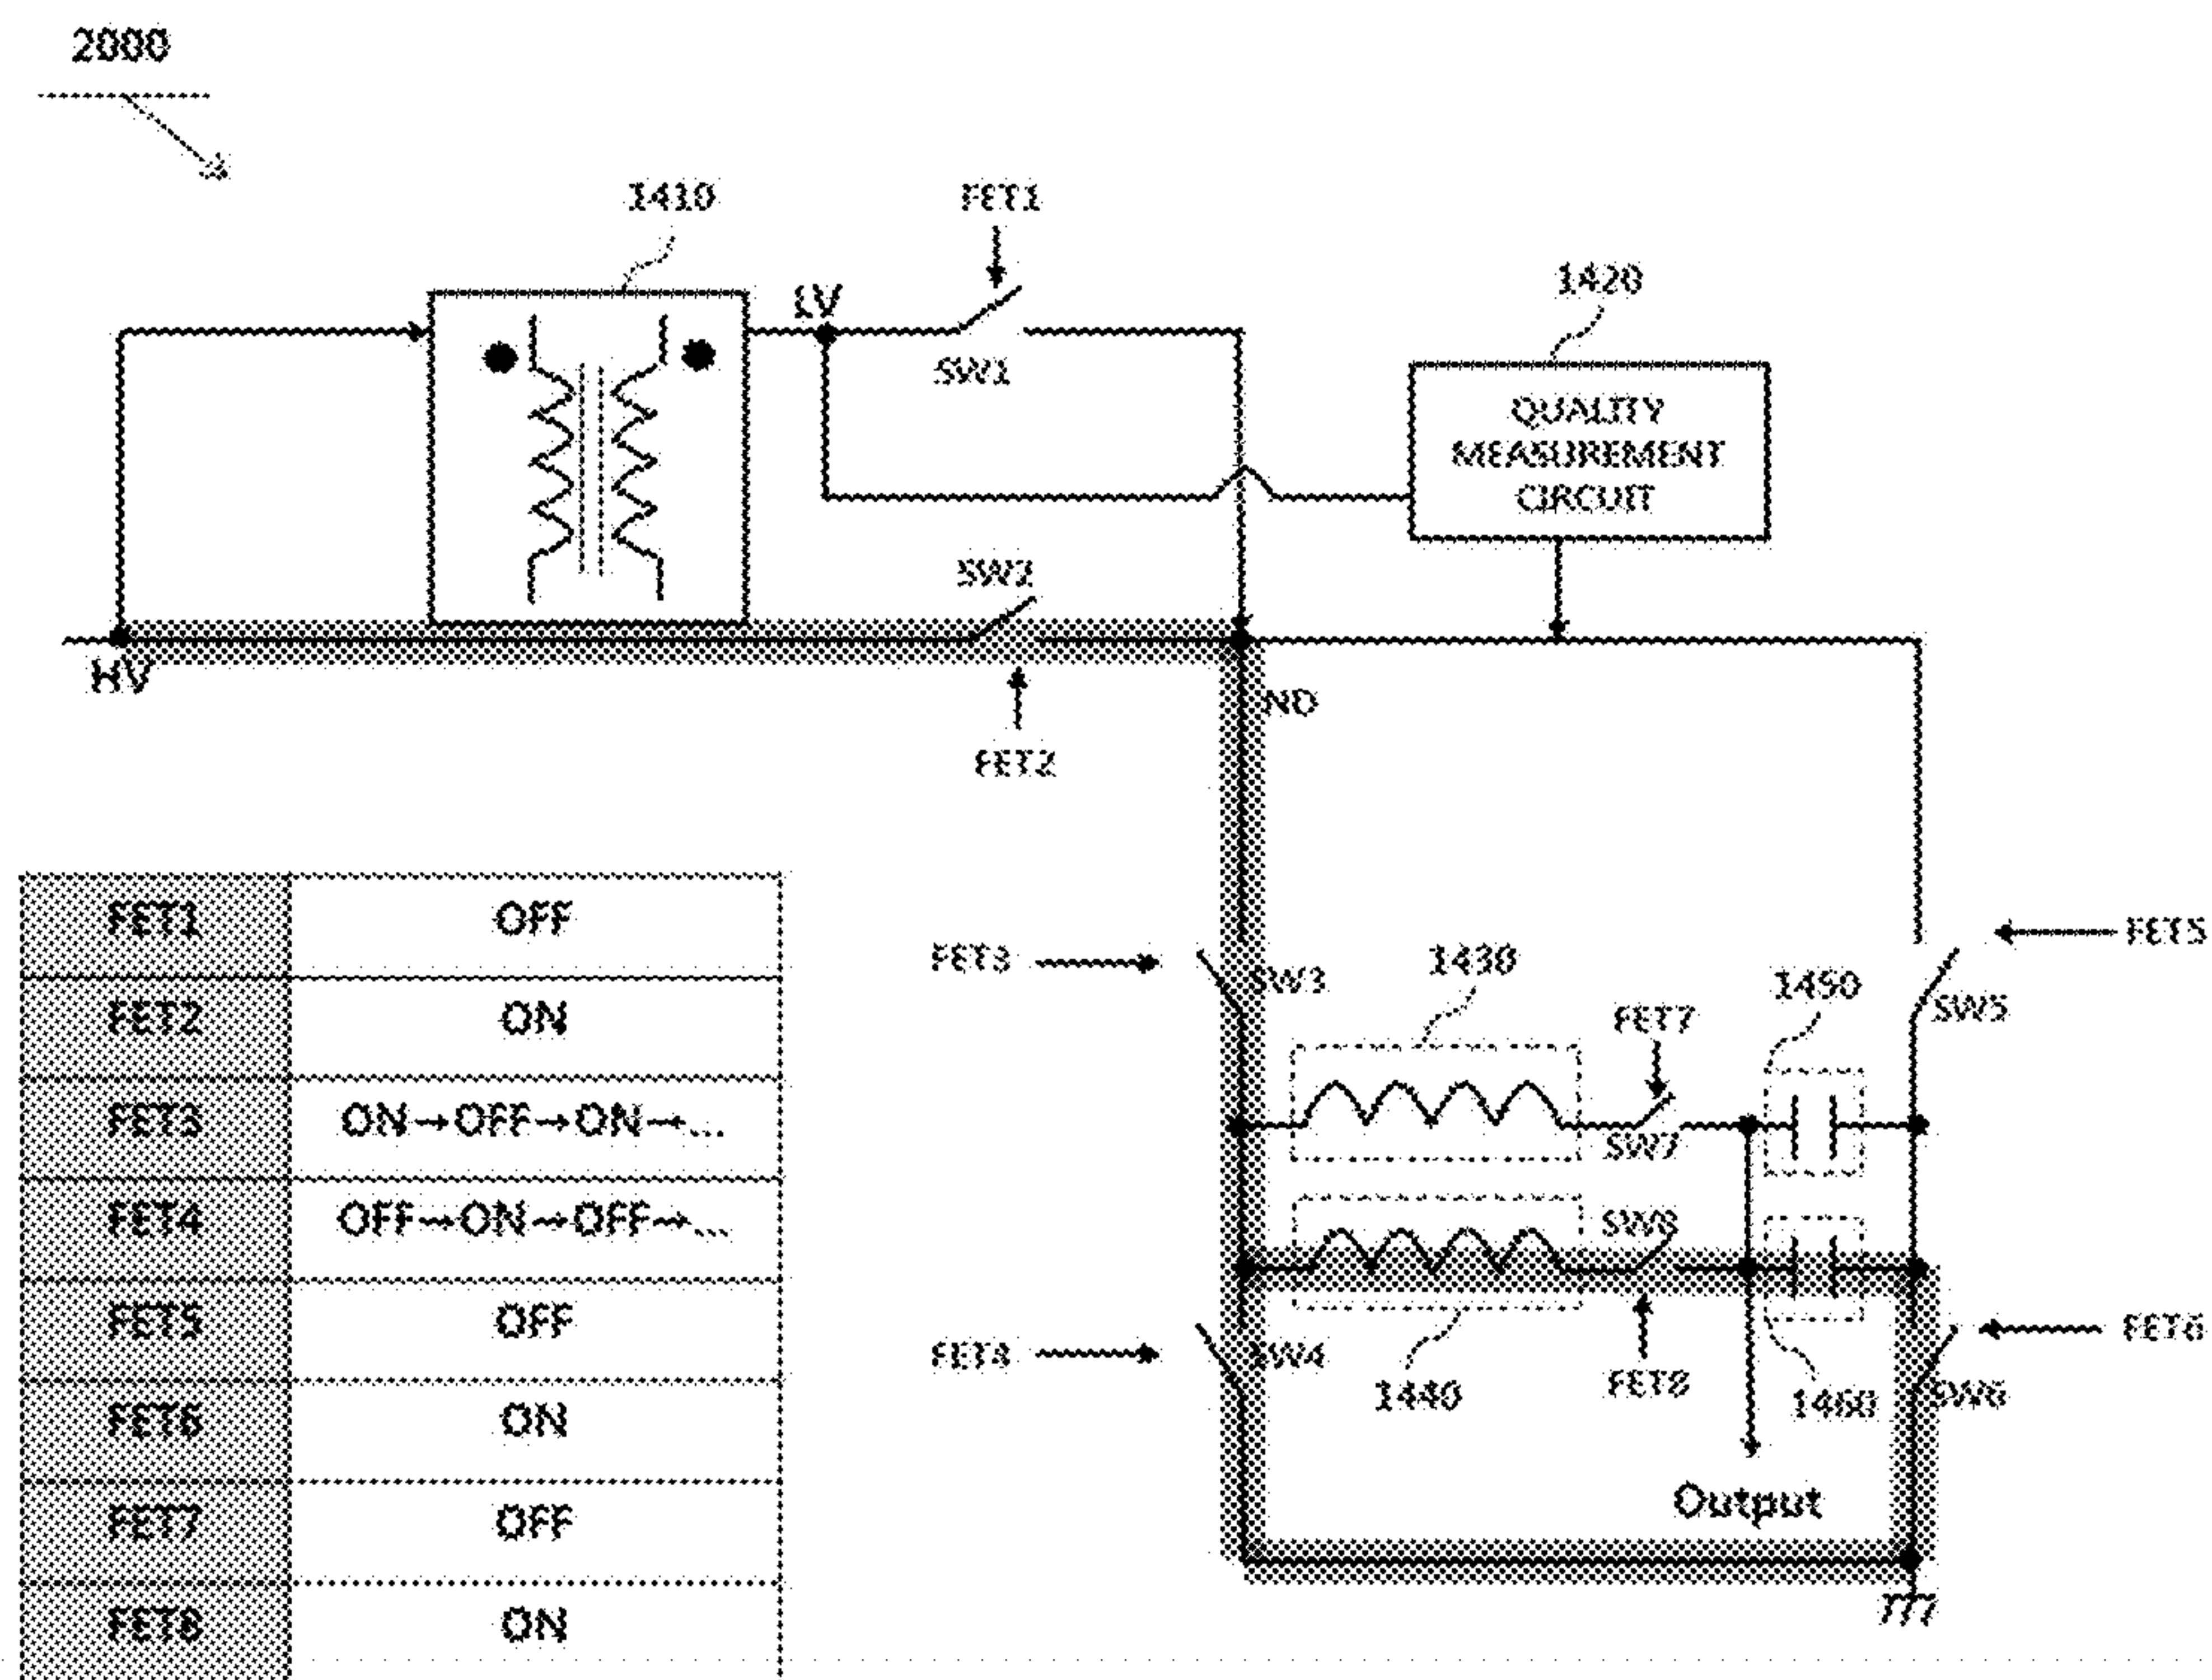 2000
1410
FET1
LV
1420
SW1
QUALITY
MEASUREMENT
CIRCUIT
SW2
HV
ND
FET2
FET1 OFF
FET2 ON
FET3 ON→OFF→ON→...
FET4 OFF→ON→OFF→...
FET5 OFF
FET6 ON
FET7 OFF
FET8 ON
FET3
SW3
1430
FET7
1450
FET5
SW5
SW7
SW8
FET4
SW4
1440
FET8
1460
FET6
SW6
Output